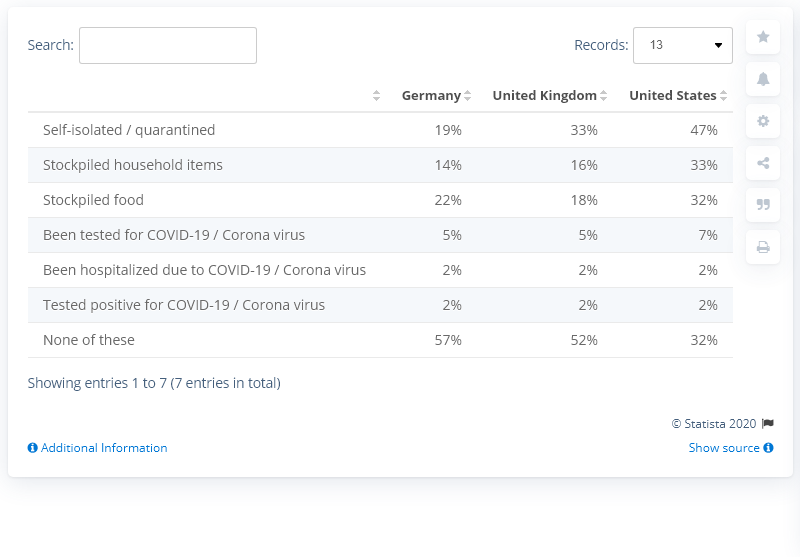 Search: Records: 13
Germany United Kingdom United States
Self-isolated / quarantined 19% 33% 47%
Stockpiled household items 14% 16% 33%
Stockpiled food 22% 18% 32%
Been tested for COVID-19 / Corona virus 5% 5% 7%
Been hospitalized due to COVID-19 / Corona virus 2% 2% 2%
Tested positive for COVID-19 / Corona virus 2% 2% 2%
None of these 57% 52% 32%
Showing entries 1 to 7 (7 entries in total)
© Statista 2020
Additional Information Show source